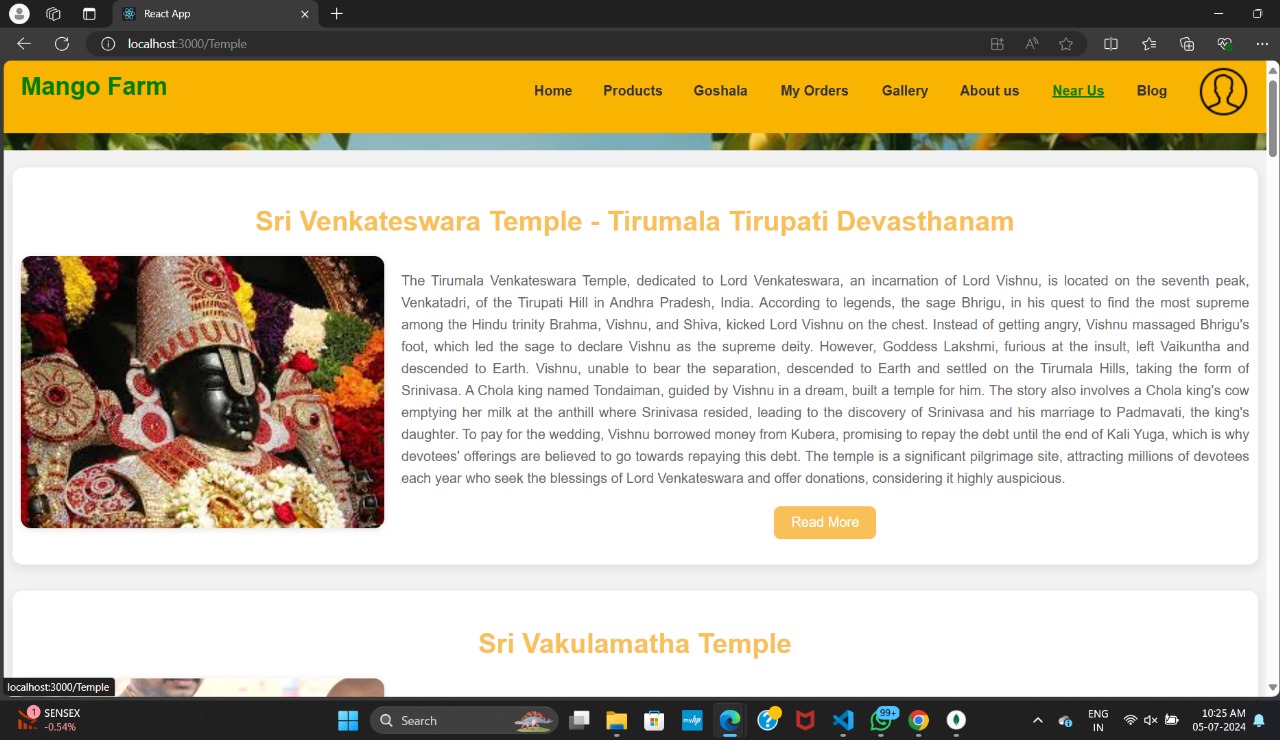 React App
localhost:3000/Temple
Mango Farm
Home Products Goshala My Orders Gallery About us Near Us Blog
Sri Venkateswara Temple - Tirumala Tirupati Devasthanam
The Tirumala Venkateswara Temple, dedicated to Lord Venkateswara, an incarnation of Lord Vishnu, is located on the seventh peak,
Venkatadri, of the Tirupati Hill in Andhra Pradesh, India. According to legends, the sage Bhrigu, in his quest to find the most supreme
among the Hindu trinity Brahma, Vishnu, and Shiva, kicked Lord Vishnu on the chest. Instead of getting angry, Vishnu massaged Bhrigu's
foot, which led the sage to declare Vishnu as the supreme deity. However, Goddess Lakshmi, furious at the insult, left Vaikuntha and
descended to Earth. Vishnu, unable to bear the separation, descended to Earth and settled on the Tirumala Hills, taking the form of
Srinivasa. A Chola king named Tondaiman, guided by Vishnu in a dream, built a temple for him. The story also involves a Chola king's cow
emptying her milk at the anthill where Srinivasa resided, leading to the discovery of Srinivasa and his marriage to Padmavati, the king's
daughter. To pay for the wedding, Vishnu borrowed money from Kubera, promising to repay the debt until the end of Kali Yuga, which is why
devotees' offerings are believed to go towards repaying this debt. The temple is a significant pilgrimage site, attracting millions of devotees
each year who seek the blessings of Lord Venkateswara and offer donations, considering it highly auspicious.
Read More
Sri Vakulamatha Temple
localhost:3000/Temple
1
SENSEX
-0.54%
Search
myhp
99+
ENG
IN
10:25 AM
05-07-2024